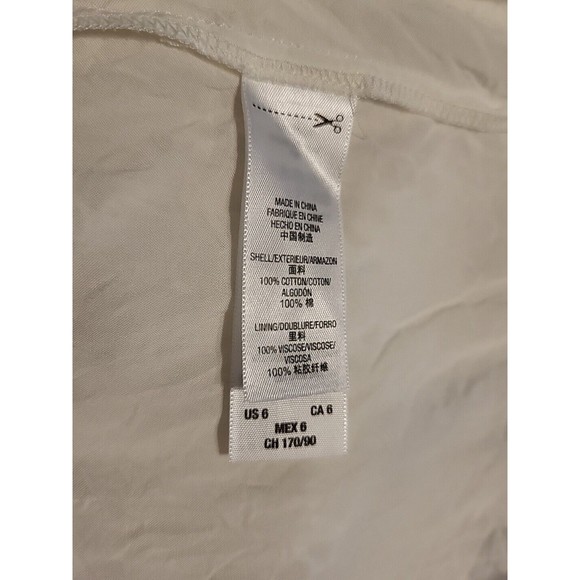 MADE IN CHINA
FABRIQUE EN CHINE
HECHO EN CHINA
中国制造
SHELL/EXTERIEUR/ARMAZON
面料
100% COTTON/COTON/
ALGODÓN
100% 棉
LINING/DOUBLURE/FORRO
里料
100% VISCOSE/VISCOSE/
VISCOSA
100% 粘胶纤维
US 6 CA 6
MEX 6
CH 170/90